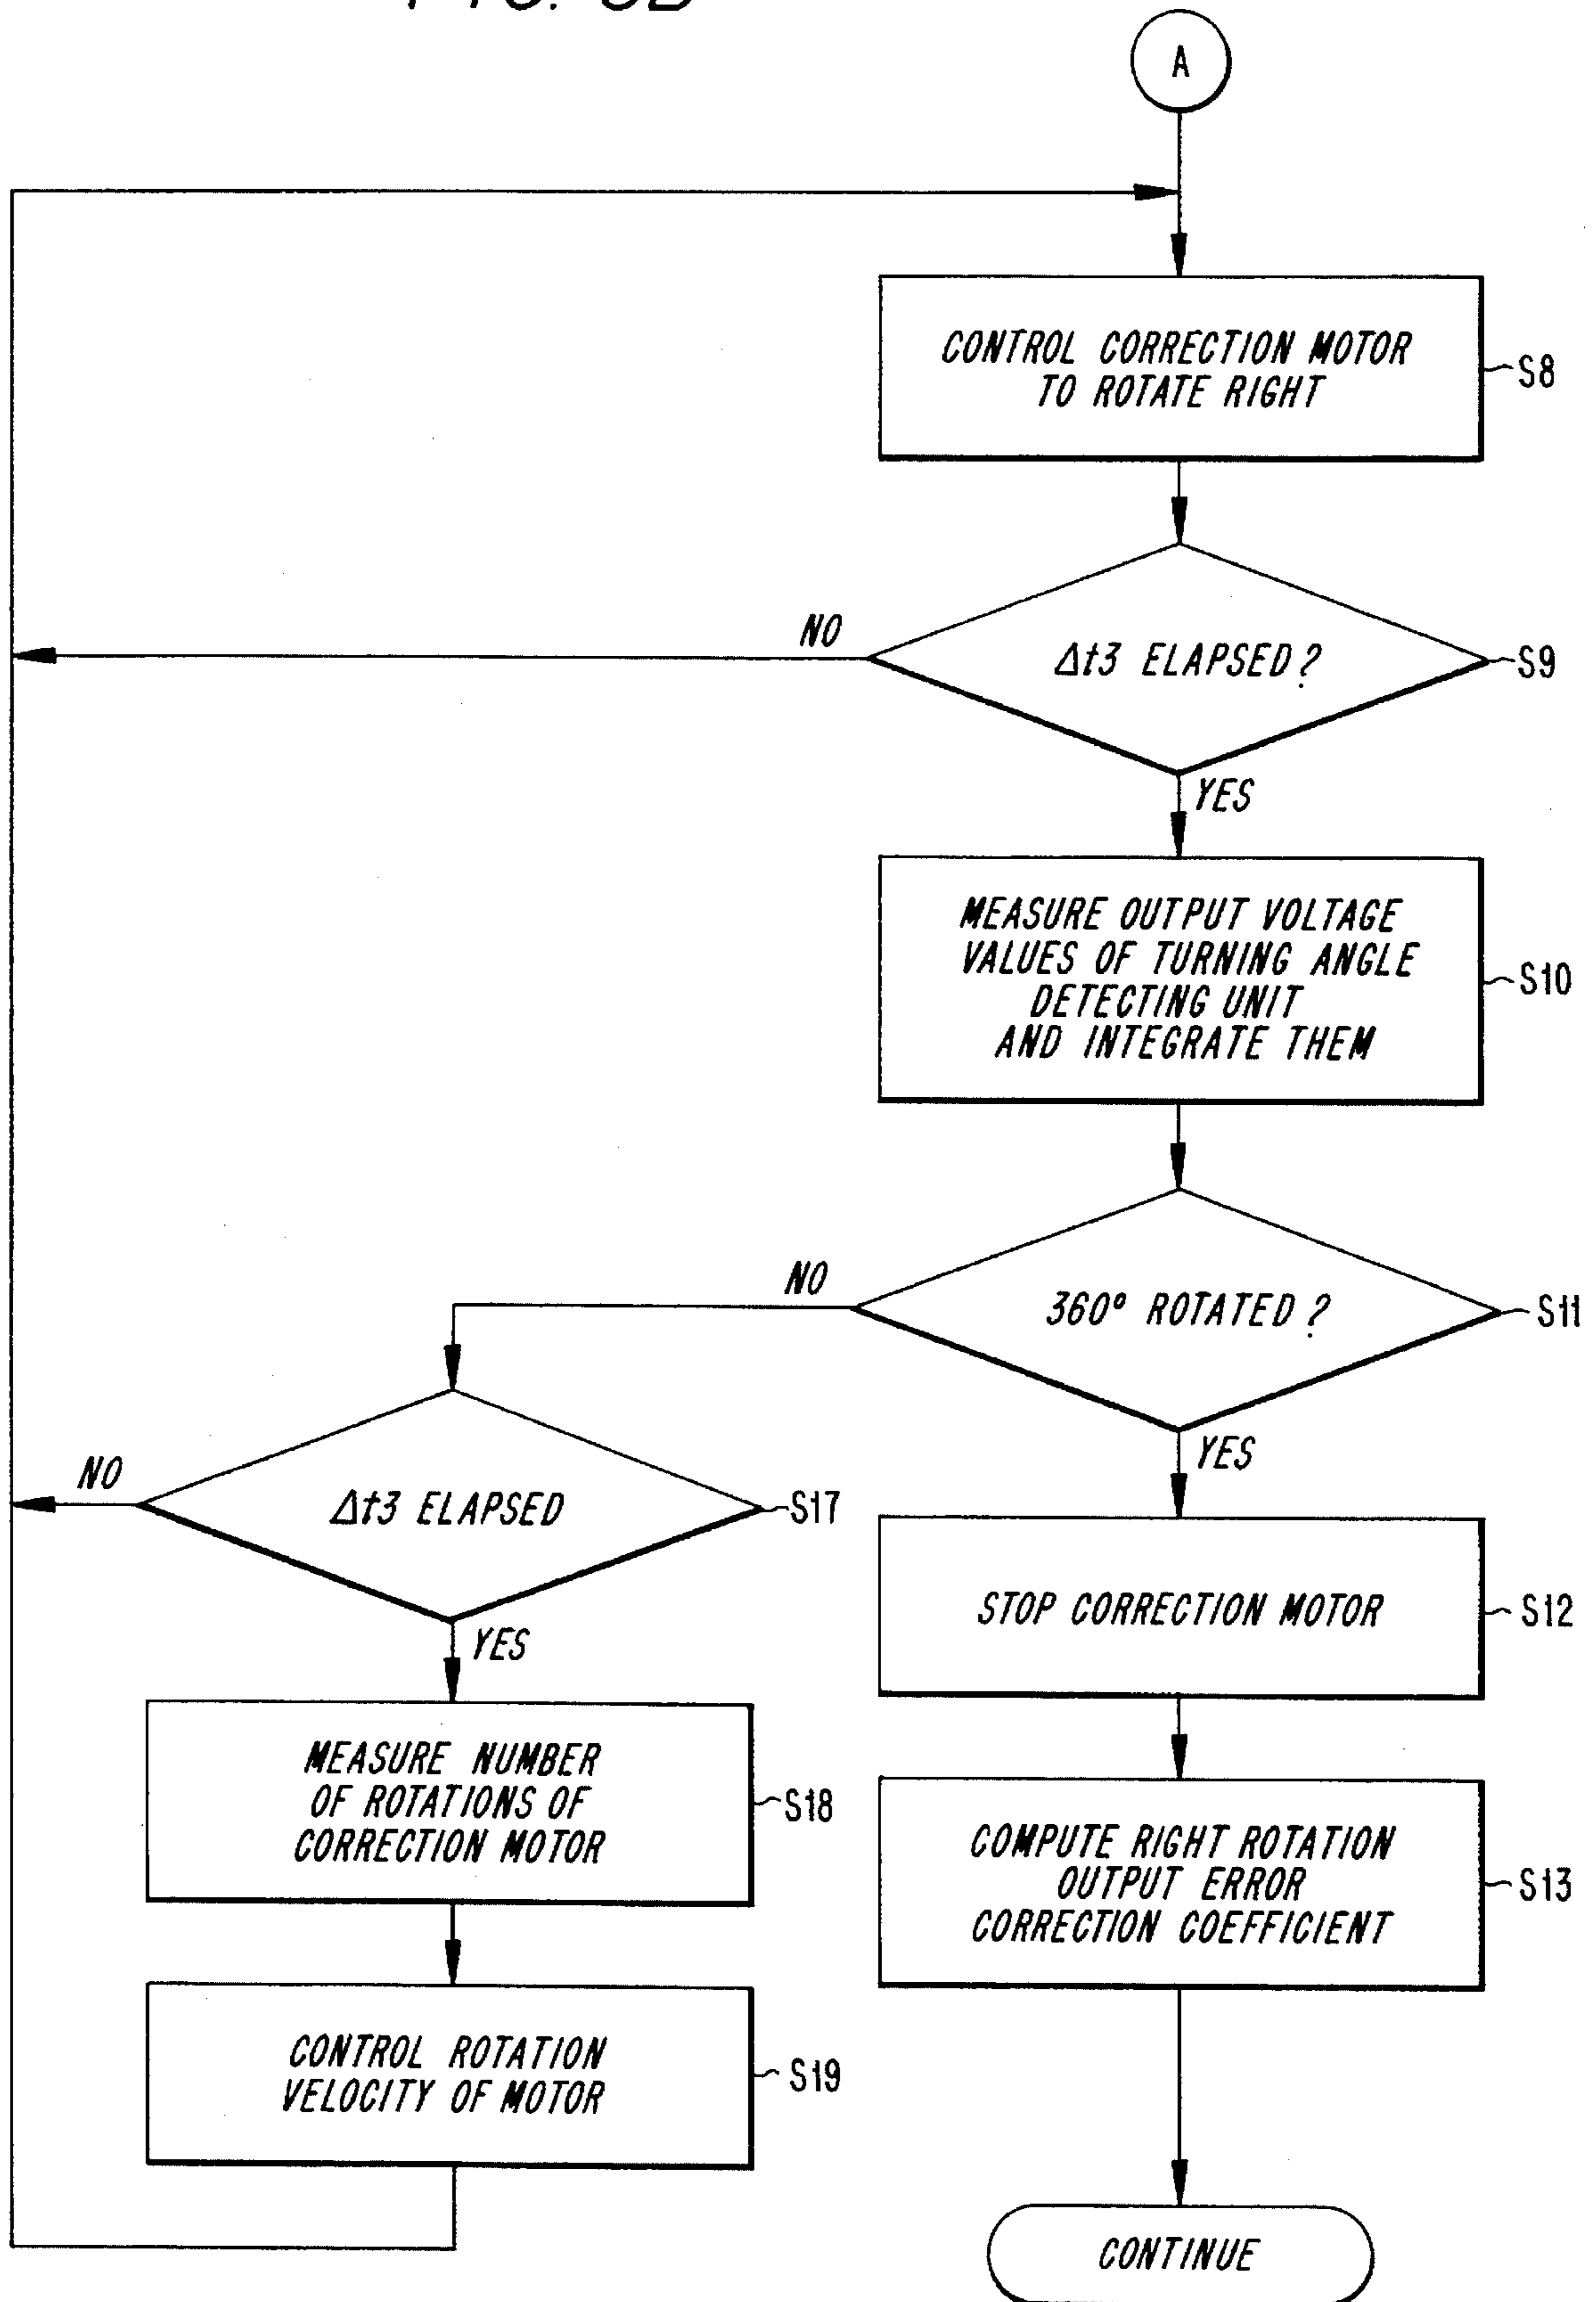 A
CONTROL CORRECTION MOTOR
TO ROTATE RIGHT
S8
NO
Δt3 ELAPSED?
S9
YES
MEASURE OUTPUT VOLTAGE
VALUES OF TURNING ANGLE
DETECTING UNIT
AND INTEGRATE THEM
S10
NO
360° ROTATED?
S11
YES
NO
Δt3 ELAPSED
S17
YES
STOP CORRECTION MOTOR
S12
MEASURE NUMBER
OF ROTATIONS OF
CORRECTION MOTOR
S18
COMPUTE RIGHT ROTATION
OUTPUT ERROR
CORRECTION COEFFICIENT
S13
CONTROL ROTATION
VELOCITY OF MOTOR
S19
CONTINUE